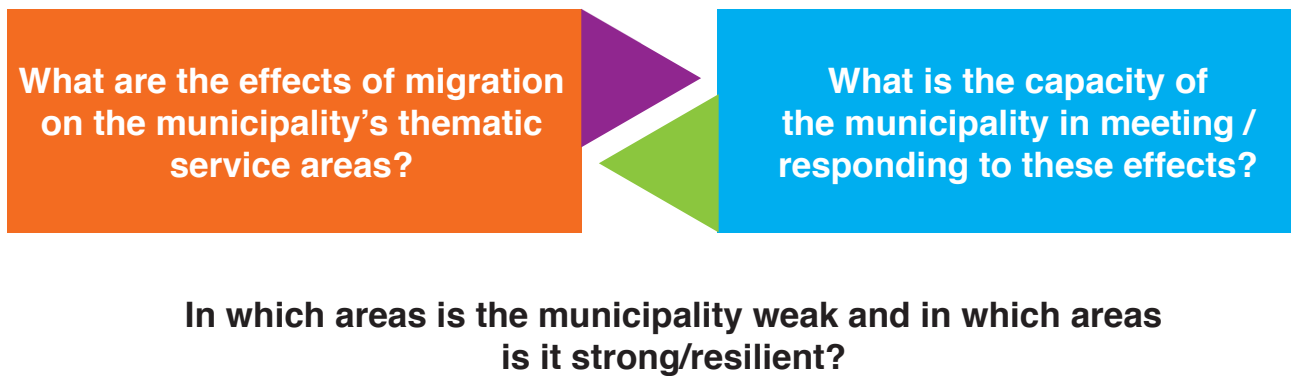 What are the effects of migration
on the municipality’s thematic
service areas?
What is the capacity of
the municipality in meeting /
responding to these effects?
In which areas is the municipality weak and in which areas
is it strong/resilient?